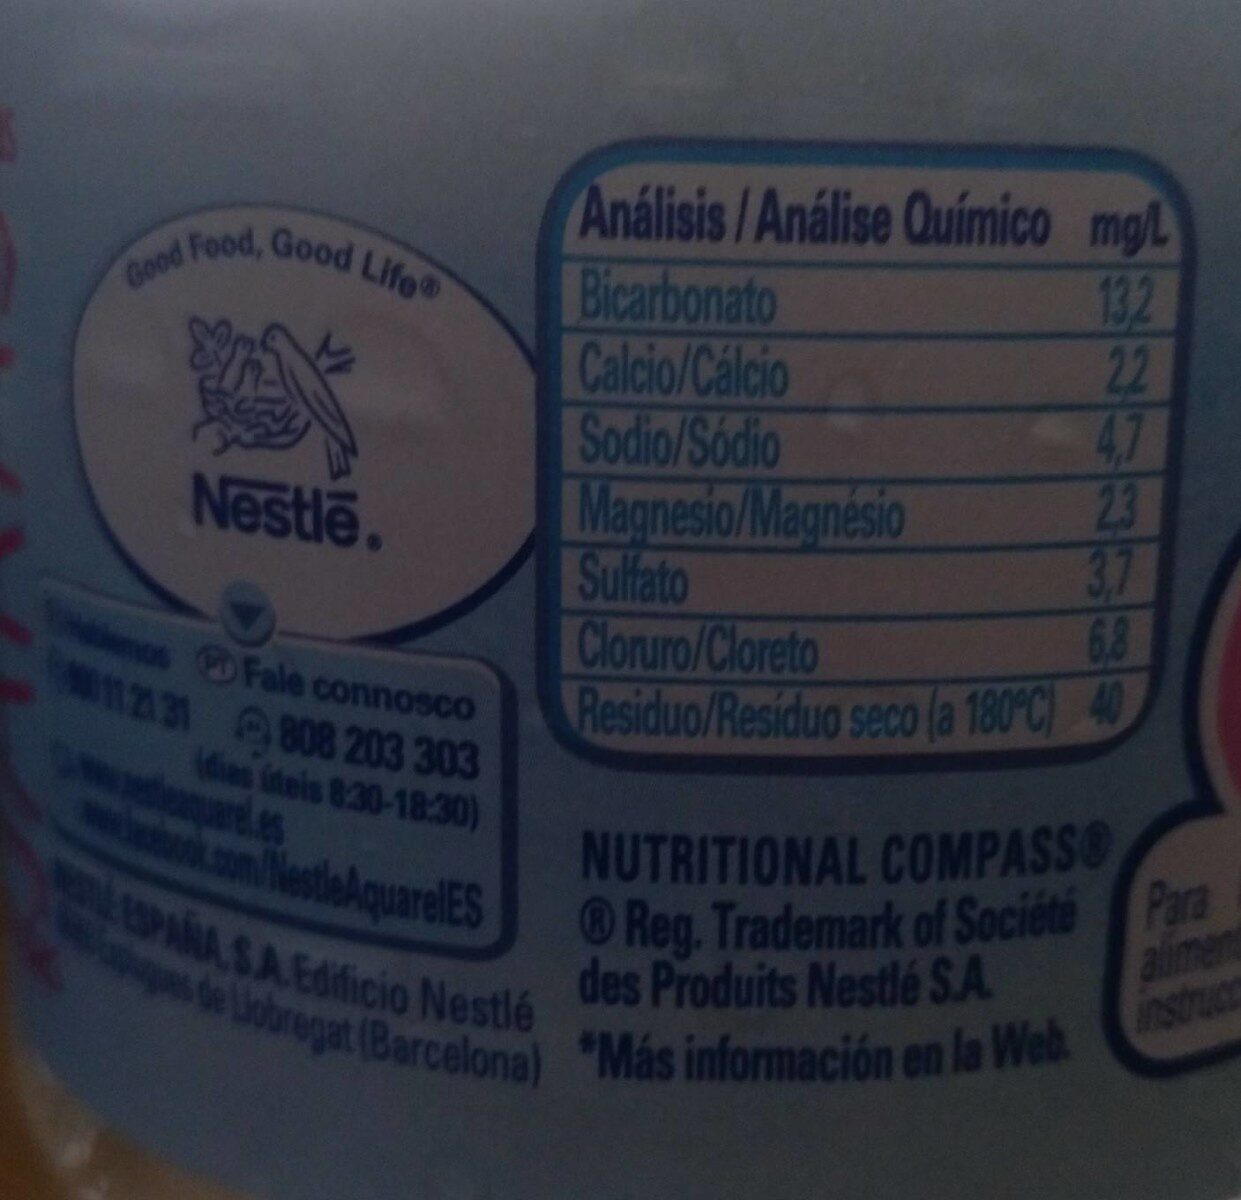 Good Food, Good Life®
Nestlé®
Análisis / Análise Químico mg/L
Bicarbonato 13,2
Calcio/Cálcio 2,2
Sodio/Sódio 4,7
Magnesio/Magnésio 2,3
Sulfato 3,7
Cloruro/Cloreto 6,8
Residuo/Resíduo seco (a 180ºC) 40
PT Fale connosco
808 203 303
(dias úteis 8:30-18:30)
www.nestleaquarel.es
www.facebook.com/NestleAquarelES
ESPAÑA, S.A. Edificio Nestlé
de Llobregat (Barcelona)
NUTRITIONAL COMPASS®
® Reg. Trademark of Société
des Produits Nestlé S.A.
*Más información en la Web.
Para